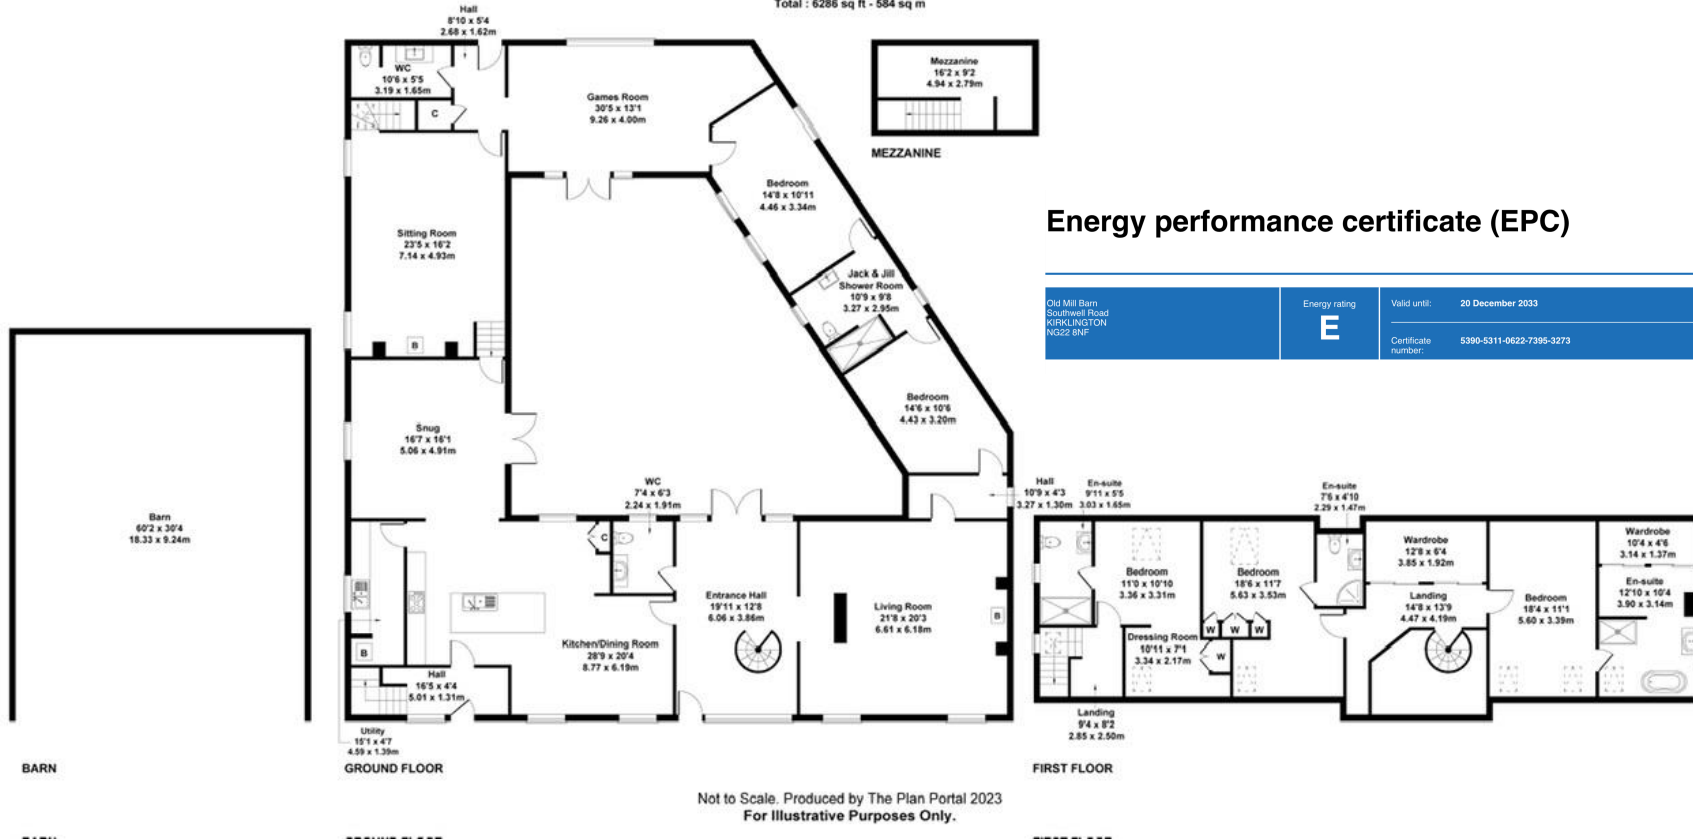 Total : 6286 sq ft - 584 sq m
Hall
8'10 x 5'4
2.68 x 1.62m
WC
10'6 x 5'5
3.19 x 1.65m
C
Games Room
30'5 x 13'1
9.26 x 4.00m
Mezzanine
16'2 x 9'2
4.94 x 2.79m
MEZZANINE
Bedroom
14'8 x 10'11
4.46 x 3.34m
Sitting Room
23'5 x 16'2
7.14 x 4.93m
B
Jack & Jill
Shower Room
10'9 x 9'8
3.27 x 2.95m
Energy performance certificate (EPC)
Old Mill Barn
Southwell Road
KIRKLINGTON
NG22 8NF
Energy rating
E
Valid until:
20 December 2033
Certificate
number:
5390-5311-0622-7395-3273
Bedroom
14'6 x 10'6
4.43 x 3.20m
Snug
16'7 x 16'1
5.06 x 4.91m
WC
7'4 x 6'3
2.24 x 1.91m
Hall
10'9 x 4'3
3.27 x 1.30m
En-suite
9'11 x 5'5
3.03 x 1.65m
En-suite
7'6 x 4'10
2.29 x 1.47m
Barn
60'2 x 30'4
18.33 x 9.24m
C
Entrance Hall
19'11 x 12'8
6.06 x 3.86m
Living Room
21'8 x 20'3
6.61 x 6.18m
B
Kitchen/Dining Room
28'9 x 20'4
8.77 x 6.19m
B
Hall
16'5 x 4'4
5.01 x 1.31m
Utility
15'1 x 4'7
4.59 x 1.39m
Bedroom
11'0 x 10'10
3.36 x 3.31m
Bedroom
18'6 x 11'7
5.63 x 3.53m
W
W
W
W
Dressing Room
10'11 x 7'1
3.34 x 2.17m
Wardrobe
12'8 x 6'4
3.85 x 1.92m
Landing
14'8 x 13'9
4.47 x 4.19m
Bedroom
18'4 x 11'1
5.60 x 3.39m
Wardrobe
10'4 x 4'6
3.14 x 1.37m
En-suite
12'10 x 10'4
3.90 x 3.14m
Landing
9'4 x 8'2
2.85 x 2.50m
BARN
GROUND FLOOR
FIRST FLOOR
Not to Scale. Produced by The Plan Portal 2023
For Illustrative Purposes Only.